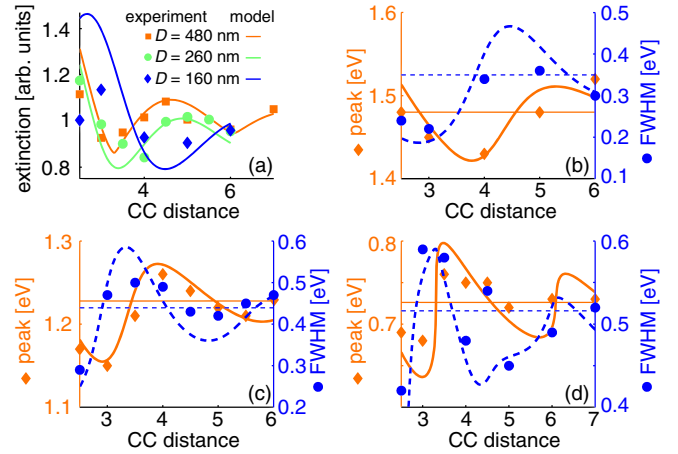 experiment model
D = 480 nm
D = 260 nm
D = 160 nm
extinction [arb. units]
1.4
1.2
1
0.8
4 6
CC distance
(a)
peak [eV]
1.6
1.5
1.4
3 4 5 6
CC distance
0.5
0.4
0.3
0.2
0.1
FWHM [eV]
(b)
peak [eV]
1.3
1.2
1.1
3 4 5 6
CC distance
0.6
0.5
0.4
0.3
0.2
FWHM [eV]
(c)
peak [eV]
0.8
0.7
3 4 5 6 7
CC distance
0.6
0.5
0.4
FWHM [eV]
(d)